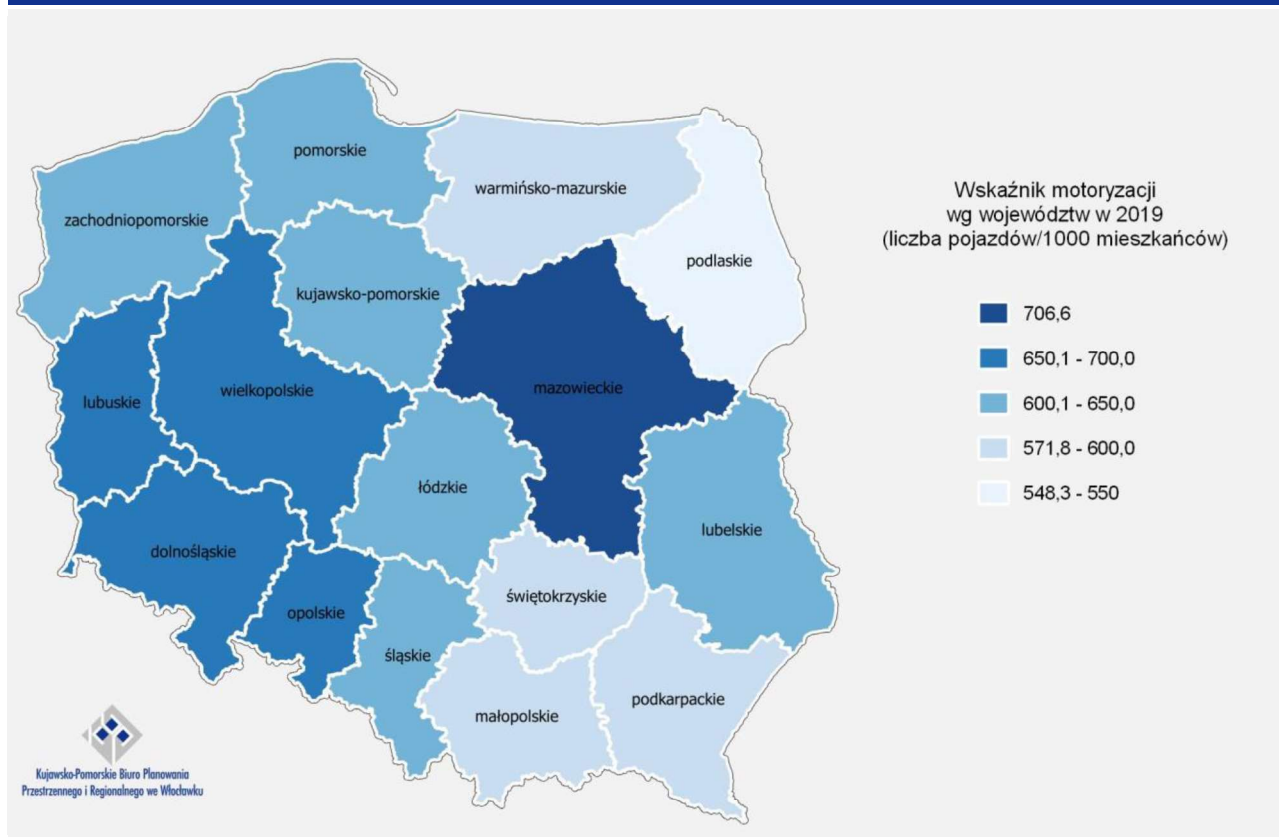 pomorskie
warmińsko-mazurskie
zachodniopomorskie
podlaskie
kujawsko-pomorskie
wielkopolskie
mazowieckie
lubuskie
łódzkie
lubelskie
dolnośląskie
świętokrzyskie
opolskie
śląskie
podkarpackie
małopolskie
Wskaźnik motoryzacji
wg województw w 2019
(liczba pojazdów/1000 mieszkańców)
706,6
650,1 - 700,0
600,1 - 650,0
571,8 - 600,0
548,3 - 550
Kujawsko-Pomorskie Biuro Planowania
Przestrzennego i Regionalnego we Włocławku